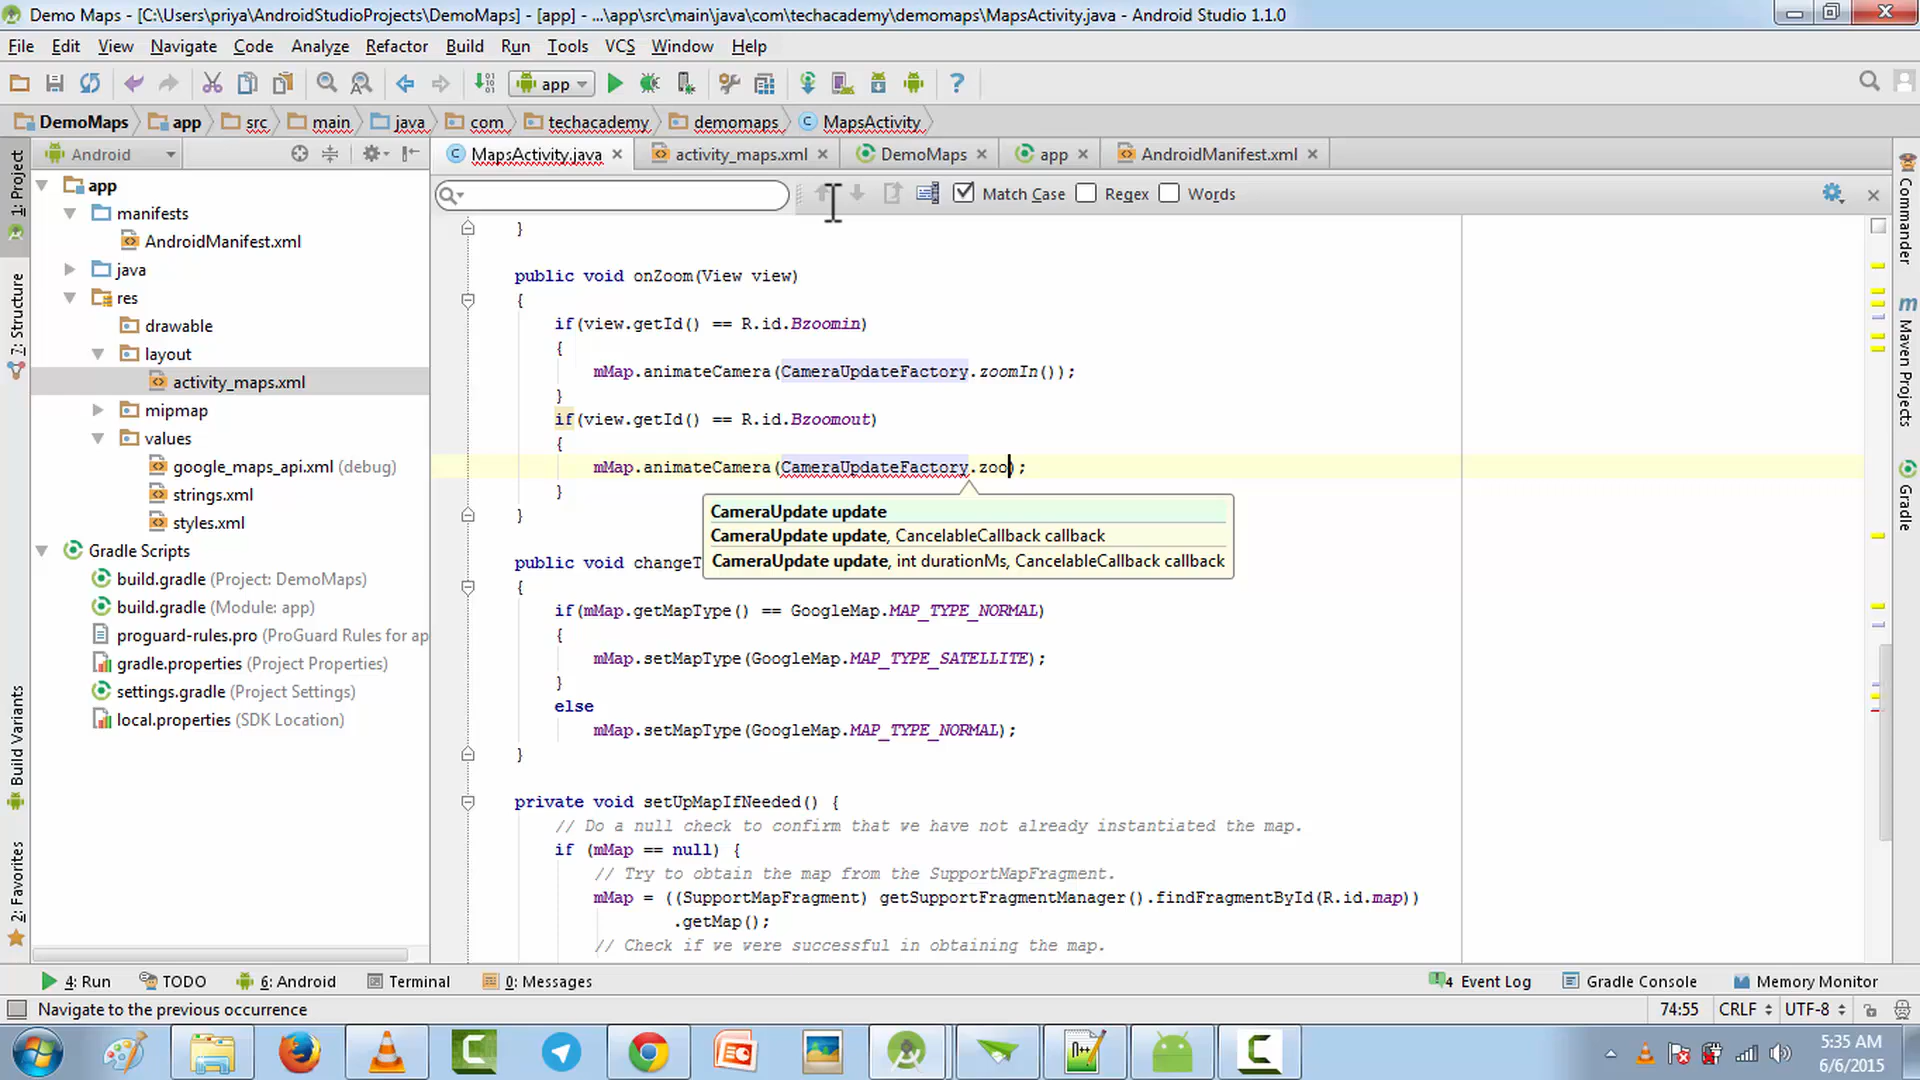 Demo Maps - [C:\Users\priya\AndroidStudioProjects\DemoMaps] - [app] - ...\app\src\main\java\com\techacademy\demomaps\MapsActivity.java - Android Studio 1.1.0
File Edit View Navigate Code Analyze Refactor Build Run Tools VCS Window Help
app
DemoMaps app src main java com techacademy demomaps MapsActivity
Android
MapsActivity.java activity_maps.xml DemoMaps app AndroidManifest.xml
Match Case Regex Words
1: Project
7: Structure
Build Variants
2: Favorites
app
manifests
AndroidManifest.xml
java
res
drawable
layout
activity_maps.xml
mipmap
values
google_maps_api.xml (debug)
strings.xml
styles.xml
Gradle Scripts
build.gradle (Project: DemoMaps)
build.gradle (Module: app)
proguard-rules.pro (ProGuard Rules for ap
gradle.properties (Project Properties)
settings.gradle (Project Settings)
local.properties (SDK Location)
}
public void onZoom(View view)
{
if(view.getId() == R.id.Bzoomin)
{
mMap.animateCamera(CameraUpdateFactory.zoomIn());
}
if(view.getId() == R.id.Bzoomout)
{
mMap.animateCamera(CameraUpdateFactory.zoo);
}
}
CameraUpdate update
CameraUpdate update, CancelableCallback callback
CameraUpdate update, int durationMs, CancelableCallback callback
public void changeT
{
if(mMap.getMapType() == GoogleMap.MAP_TYPE_NORMAL)
{
mMap.setMapType(GoogleMap.MAP_TYPE_SATELLITE);
}
else
mMap.setMapType(GoogleMap.MAP_TYPE_NORMAL);
}
private void setUpMapIfNeeded() {
// Do a null check to confirm that we have not already instantiated the map.
if (mMap == null) {
// Try to obtain the map from the SupportMapFragment.
mMap = ((SupportMapFragment) getSupportFragmentManager().findFragmentById(R.id.map))
.getMap();
// Check if we were successful in obtaining the map.
Commander
Maven Projects
Gradle
4: Run TODO 6: Android Terminal 0: Messages 4 Event Log Gradle Console Memory Monitor
Navigate to the previous occurrence 74:55 CRLF UTF-8
5:35 AM
6/6/2015